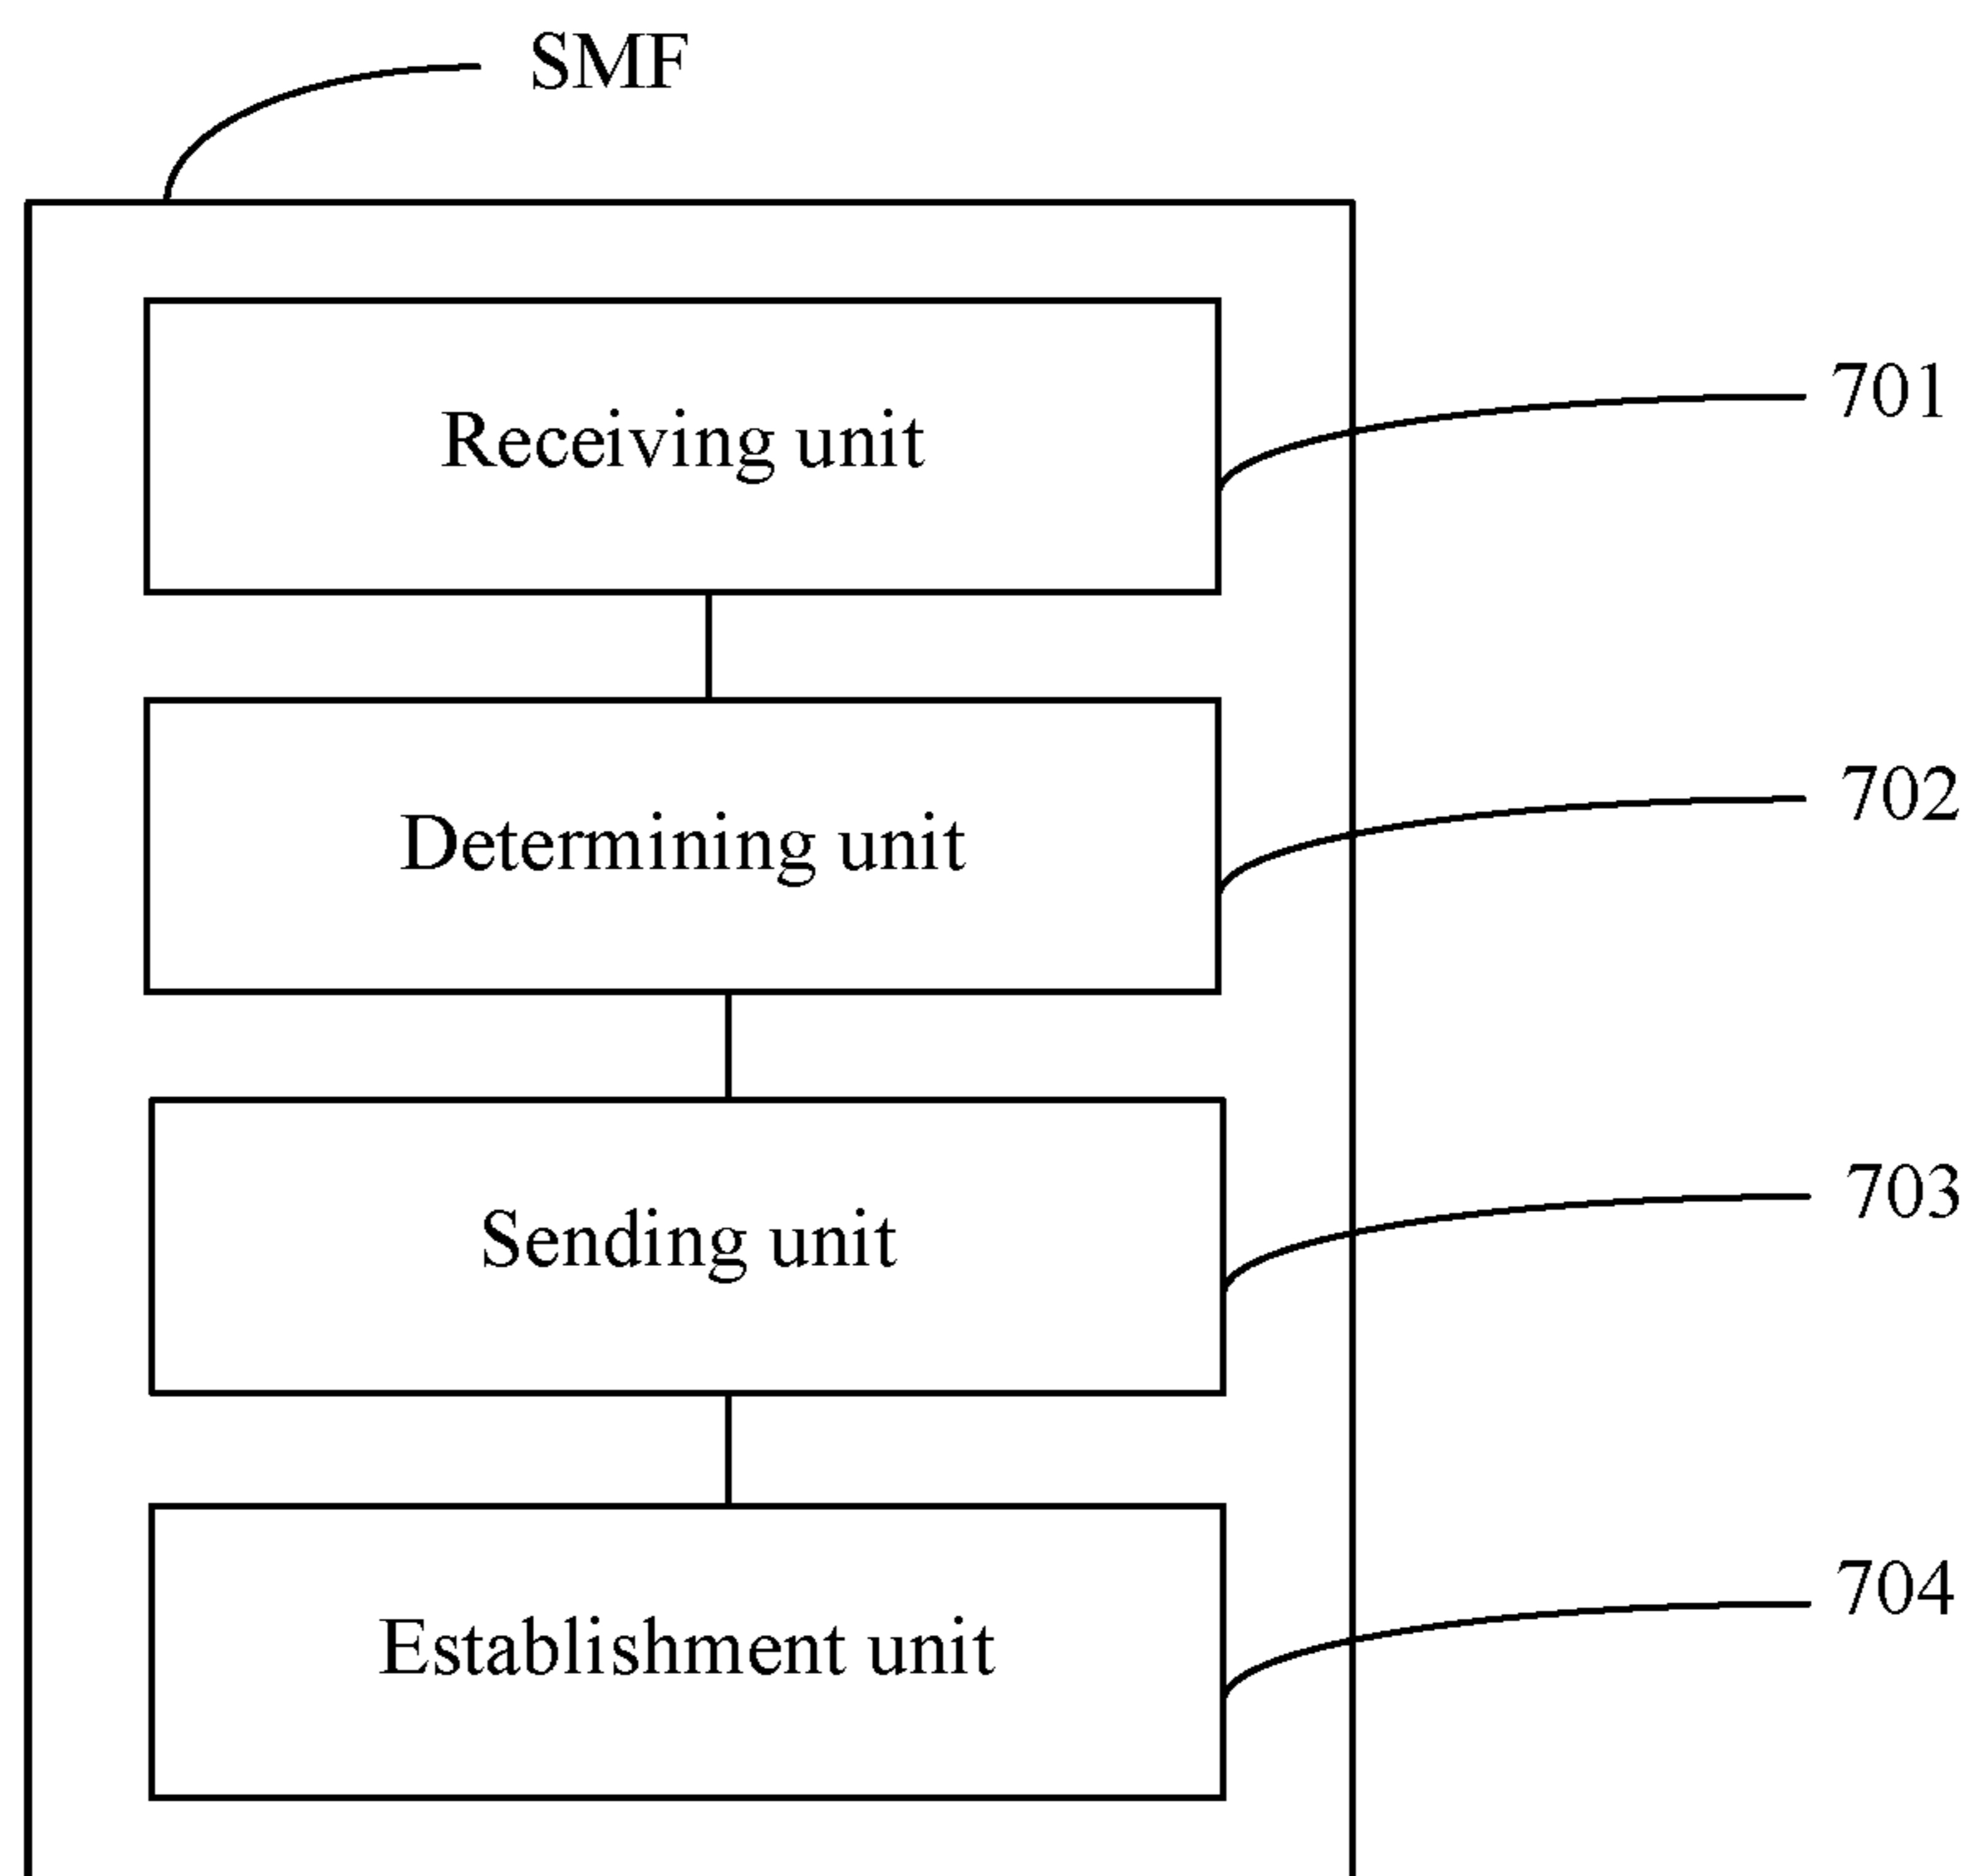 SMF
Receiving unit
701
Determining unit
702
Sending unit
703
Establishment unit
704